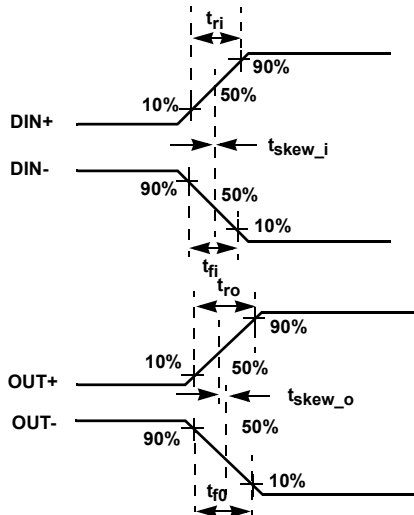 tri
90%
10%
50%
DIN+
tskew_i
DIN-
90%
50%
10%
tfi
tro
90%
10%
50%
OUT+
tskew_o
OUT-
90%
50%
10%
tf0